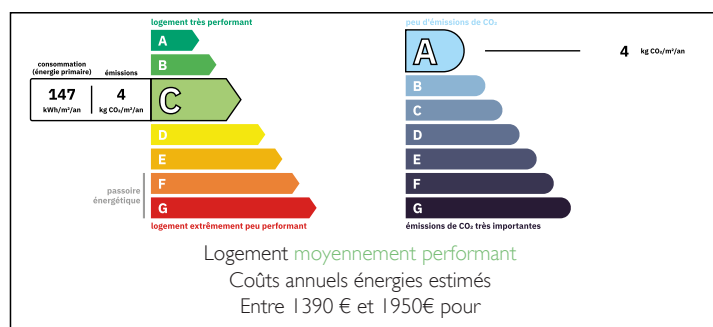 logement très performant
A
B
consommation
(énergie primaire)
émissions
147
kWh/m²/an
4
kg CO₂/m²/an
C
D
E
F
G
passoire
énergétique
logement extrêmement peu performant
peu d'émissions de CO₂
A
4 kg CO₂/m²/an
B
C
D
E
F
G
émissions de CO₂ très importantes
Logement moyennement performant
Coûts annuels énergies estimés
Entre 1390 € et 1950€ pour